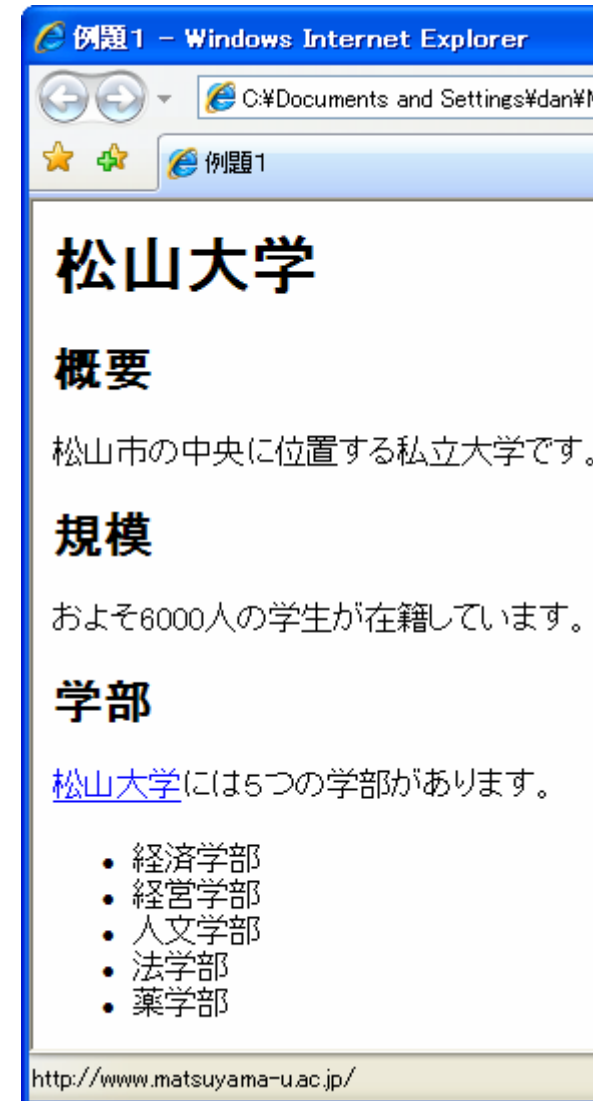 例題1 - Windows Internet Explorer
C:¥Documents and Settings¥dan¥M
例題1
松山大学
概要
松山市の中央に位置する私立大学です。
規模
およそ6000人の学生が在籍しています。
学部
松山大学には5つの学部があります。
• 経済学部
• 経営学部
• 人文学部
• 法学部
• 薬学部
http://www.matsuyama-u.ac.jp/